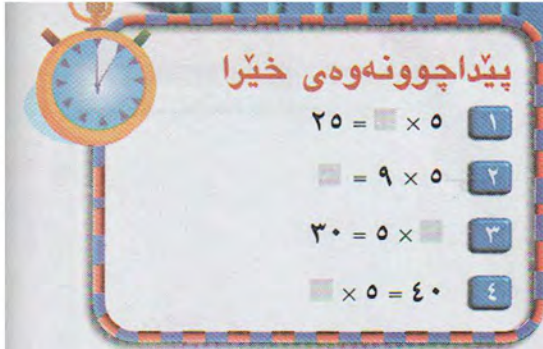 پێداچوونەوەی خێرا
١ ٥ × ▢ = ٢٥
٢ ٥ × ٩ = ▢
٣ ▢ × ٥ = ٣٠
٤ ٤٠ = ٥ × ▢